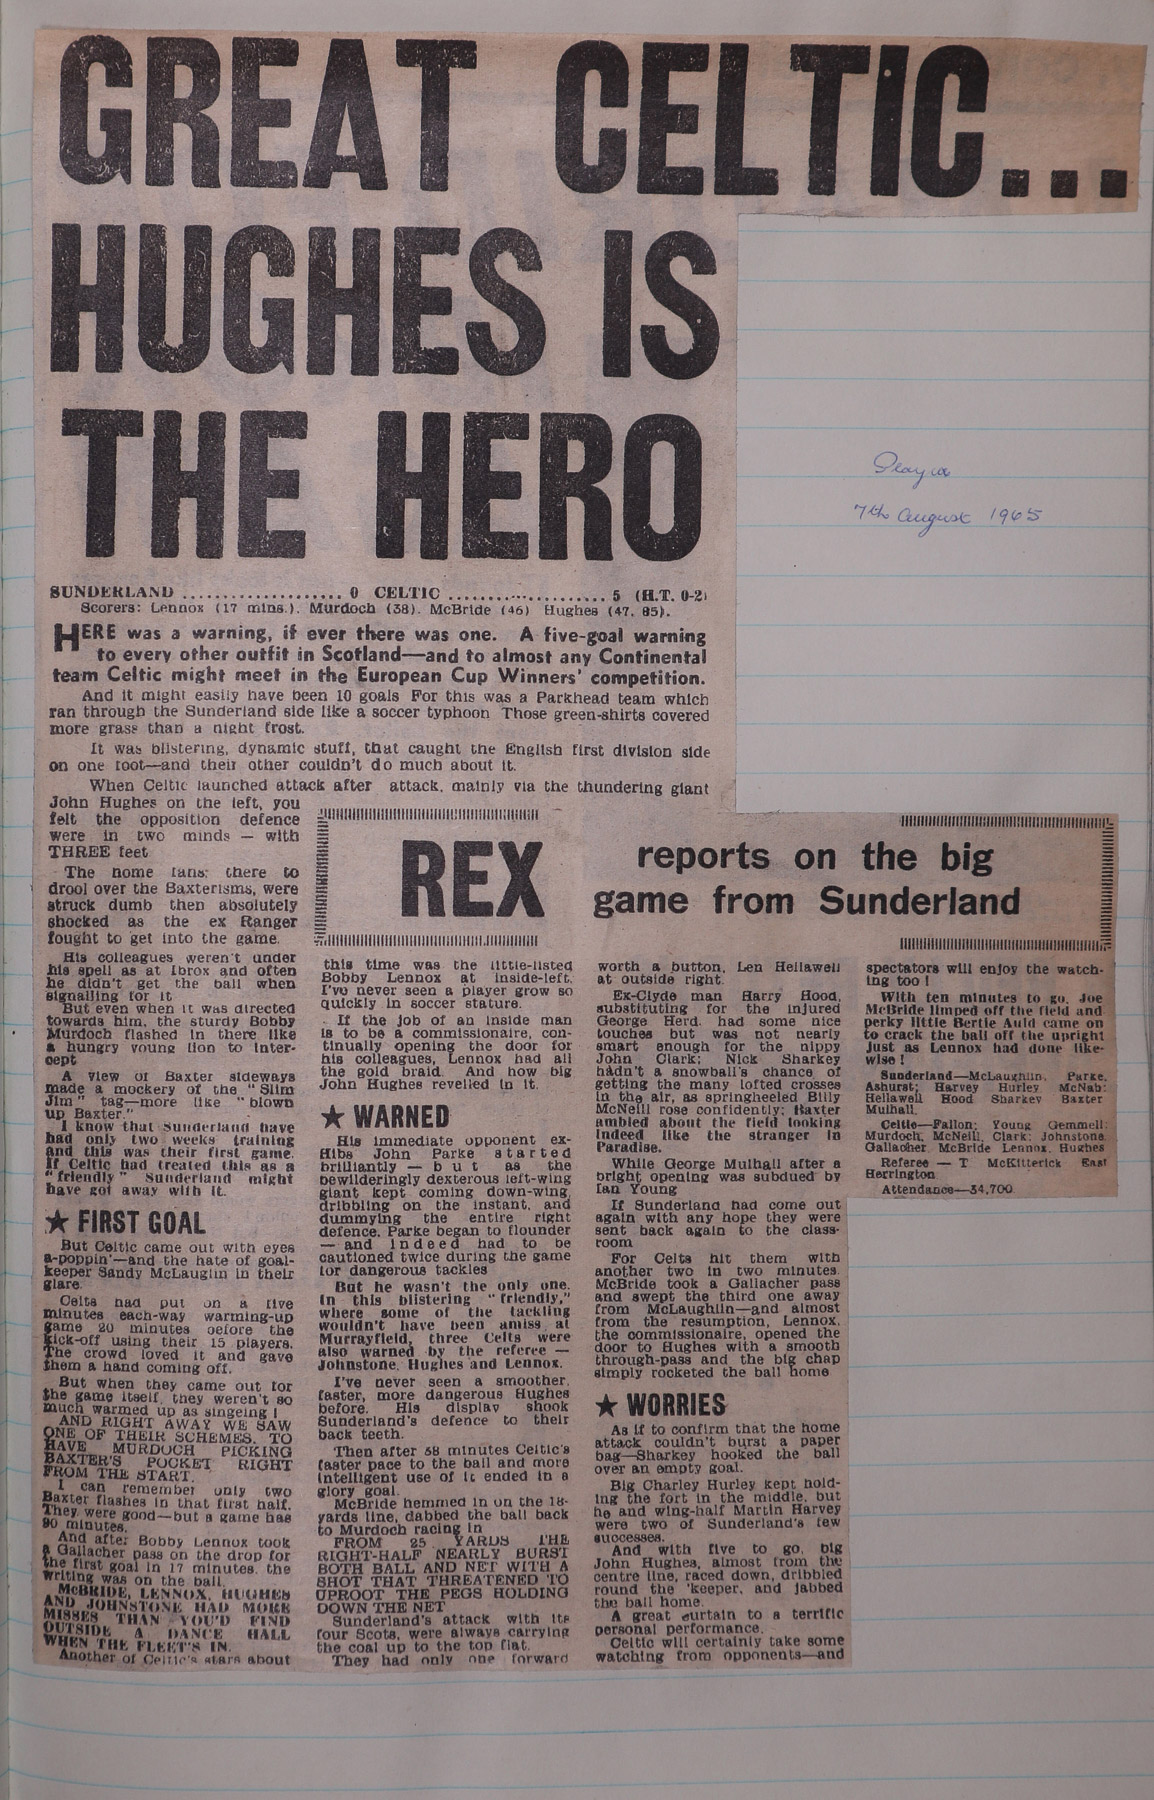 GREAT CELTIC...
HUGHES IS
THE HERO
Played
7th August 1965
SUNDERLAND ................... 0 CELTIC .................... 5 (H.T. 0-2)
Scorers: Lennox (17 mins.). Murdoch (38). McBride (46) Hughes (47, 85).
HERE was a warning, if ever there was one. A five-goal warning
to every other outfit in Scotland—and to almost any Continental
team Celtic might meet in the European Cup Winners' competition.
And it might easily have been 10 goals For this was a Parkhead team which
ran through the Sunderland side like a soccer typhoon Those green-shirts covered
more grass than a night frost.
It was blistering, dynamic stuff, that caught the English first division side
on one foot—and their other couldn't do much about it.
When Celtic launched attack after attack, mainly via the thundering giant
John Hughes on the left, you
felt the opposition defence
were in two minds — with
THREE feet
The home fans; there to
drool over the Baxterisms, were
struck dumb then absolutely
shocked as the ex Ranger
fought to get into the game.
His colleagues weren't under
his spell as at Ibrox and often
he didn't get the ball when
signalling for it
But even when it was directed
towards him, the sturdy Bobby
Murdoch flashed in there like
a hungry young lion to inter-
cept
A view of Baxter sideways
made a mockery of the "Slim
Jim" tag—more like "blown
up Baxter."
I know that Sunderland have
had only two weeks training
and this was their first game.
If Celtic had treated this as a
"friendly" Sunderland might
have got away with it.
★ FIRST GOAL
But Celtic came out with eyes
a-poppin'—and the hate of goal-
keeper Sandy McLauglin in their
glare.
Celts had put on a five
minutes each-way warming-up
game 20 minutes before the
kick-off using their 15 players.
The crowd loved it and gave
them a hand coming off.
But when they came out for
the game itself, they weren't so
much warmed up as singeing!
AND RIGHT AWAY WE SAW
ONE OF THEIR SCHEMES. TO
HAVE MURDOCH PICKING
BAXTER'S POCKET RIGHT
FROM THE START.
I can remember only two
Baxter flashes in that first half.
They were good—but a game has
90 minutes.
And after Bobby Lennox took
a Gallacher pass on the drop for
the first goal in 17 minutes, the
writing was on the ball.
McBRIDE, LENNOX, HUGHES
AND JOHNSTONE HAD MORE
MISSES THAN YOU'D FIND
OUTSIDE A DANCE HALL
WHEN THE FLEET'S IN.
Another of Celtic's stars about
REX
reports on the big
game from Sunderland
this time was the little-listed
Bobby Lennox at inside-left.
I've never seen a player grow so
quickly in soccer stature.
If the job of an inside man
is to be a commissionaire, con-
tinually opening the door for
his colleagues, Lennox had all
the gold braid. And how big
John Hughes revelled in it.
★ WARNED
His immediate opponent ex-
Hibs John Parke started
brilliantly — but as the
bewilderingly dexterous left-wing
giant kept coming down-wing,
dribbling on the instant, and
dummying the entire right
defence, Parke began to flounder
— and indeed had to be
cautioned twice during the game
for dangerous tackles
But he wasn't the only one.
In this blistering "friendly,"
where some of the tackling
wouldn't have been amiss at
Murrayfield, three Celts were
also warned by the referee —
Johnstone, Hughes and Lennox.
I've never seen a smoother,
faster, more dangerous Hughes
before. His display shook
Sunderland's defence to their
back teeth.
Then after 38 minutes Celtic's
faster pace to the ball and more
intelligent use of it ended in a
glory goal.
McBride hemmed in on the 18-
yards line, dabbed the ball back
to Murdoch racing in
FROM 25 YARDS THE
RIGHT-HALF NEARLY BURST
BOTH BALL AND NET WITH A
SHOT THAT THREATENED TO
UPROOT THE PEGS HOLDING
DOWN THE NET
Sunderland's attack with its
four Scots, were always carrying
the coal up to the top flat.
They had only one forward
worth a button, Len Hellawell
at outside right.
Ex-Clyde man Harry Hood,
substituting for the injured
George Herd, had some nice
touches but was not nearly
smart enough for the nippy
John Clark; Nick Sharkey
hadn't a snowball's chance of
getting the many lofted crosses
in the air, as springheeled Billy
McNeill rose confidently; Baxter
ambled about the field looking
indeed like the stranger in
Paradise.
While George Mulhall after a
bright opening was subdued by
Ian Young
If Sunderland had come out
again with any hope they were
sent back again to the class-
room
For Celts hit them with
another two in two minutes.
McBride took a Gallacher pass
and swept the third one away
from McLaughlin—and almost
from the resumption, Lennox,
the commissionaire, opened the
door to Hughes with a smooth
through-pass and the big chap
simply rocketed the ball home
★ WORRIES
As if to confirm that the home
attack couldn't burst a paper
bag—Sharkey hooked the ball
over an empty goal.
Big Charley Hurley kept hold-
ing the fort in the middle, but
he and wing-half Martin Harvey
were two of Sunderland's few
successes.
And with five to go, big
John Hughes, almost from the
centre line, raced down, dribbled
round the 'keeper, and jabbed
the ball home.
A great curtain to a terrific
personal performance.
Celtic will certainly take some
watching from opponents—and
spectators will enjoy the watch-
ing too!
With ten minutes to go, Joe
McBride limped off the field and
perky little Bertie Auld came on
to crack the ball off the upright
just as Lennox had done like-
wise!
Sunderland—McLaughlin, Parke,
Ashurst; Harvey Hurley McNab;
Hellawell Hood Sharkey Baxter
Mulhall.
Celtic—Fallon; Young Gemmell;
Murdoch, McNeill, Clark; Johnstone,
Gallagher, McBride Lennox, Hughes
Referee — T McKitterick East
Herrington
Attendance—34,700